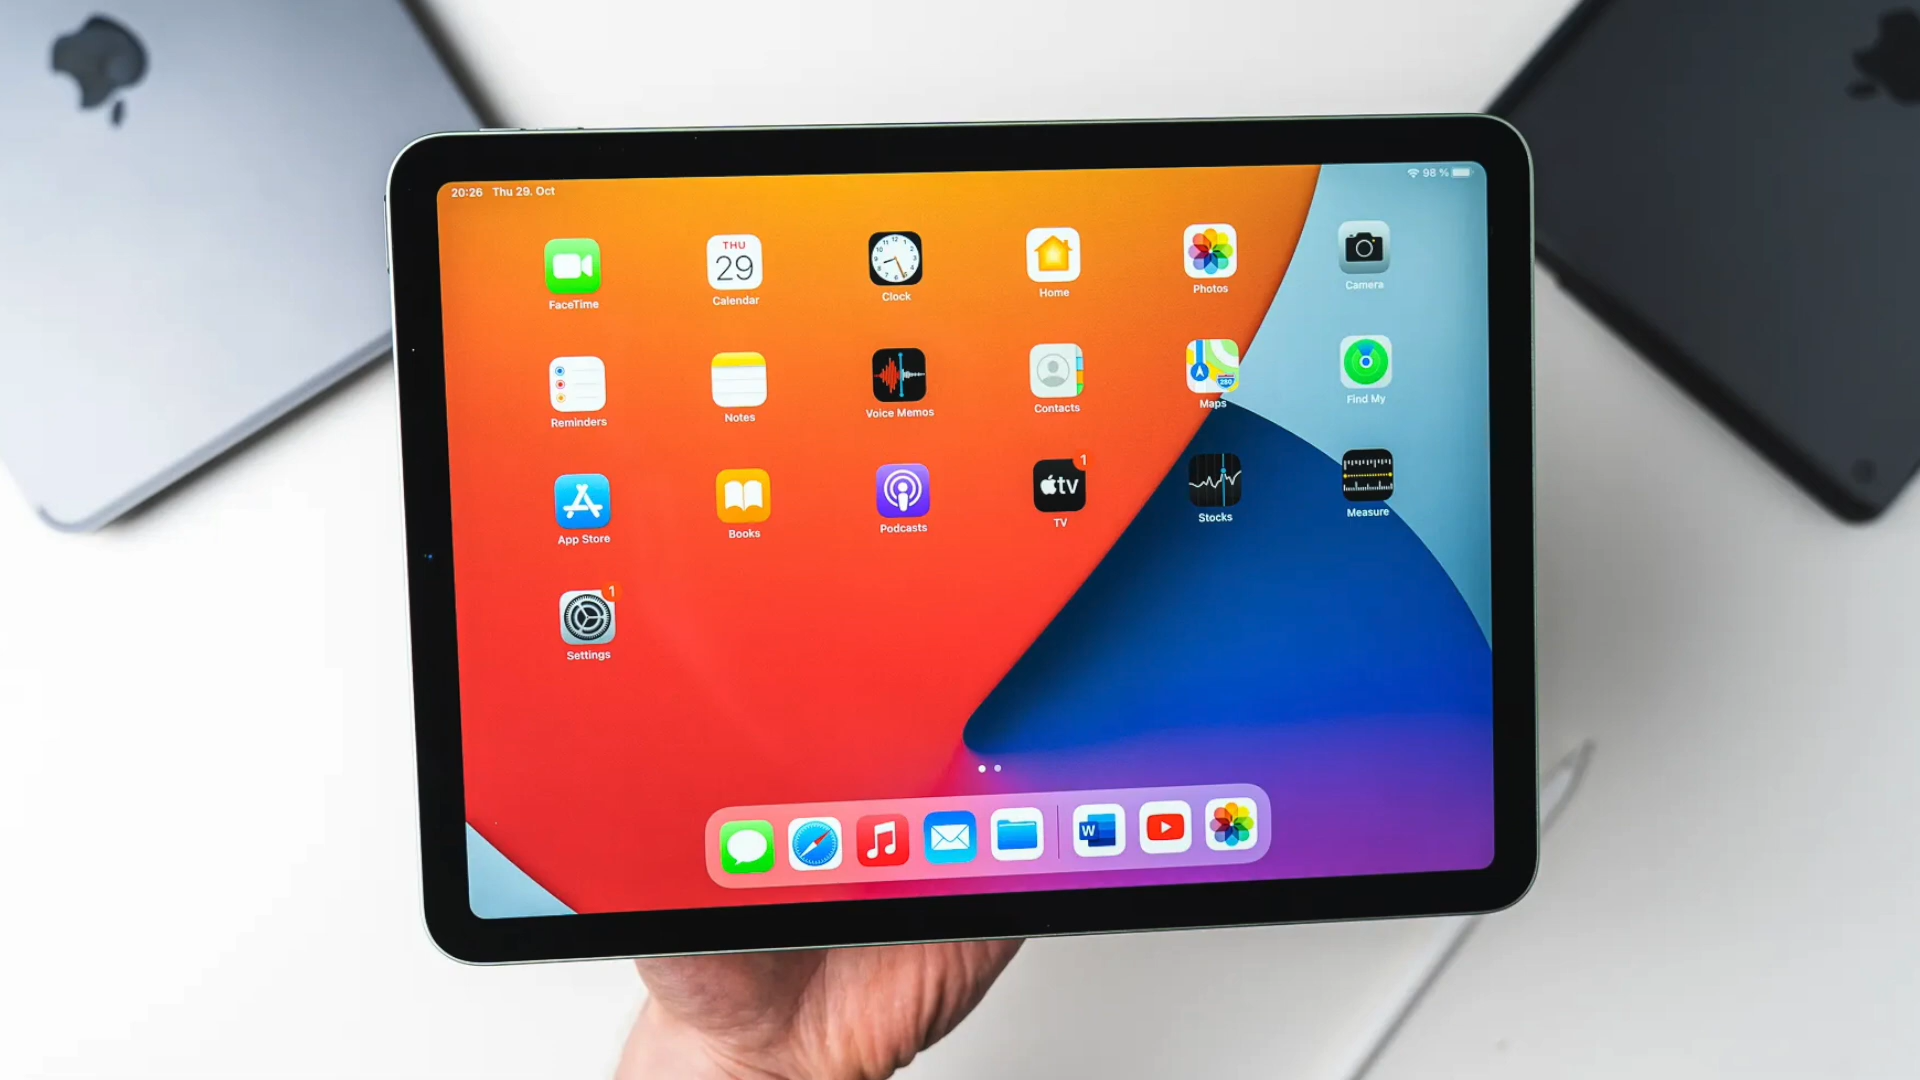 20:26 Thu 29. Oct
98 %
THU
29
FaceTime
Calendar
Clock
Home
Photos
Camera
Reminders
Notes
Voice Memos
Contacts
280
Maps
Find My
App Store
Books
Podcasts
tv
1
TV
Stocks
Measure
1
Settings
W